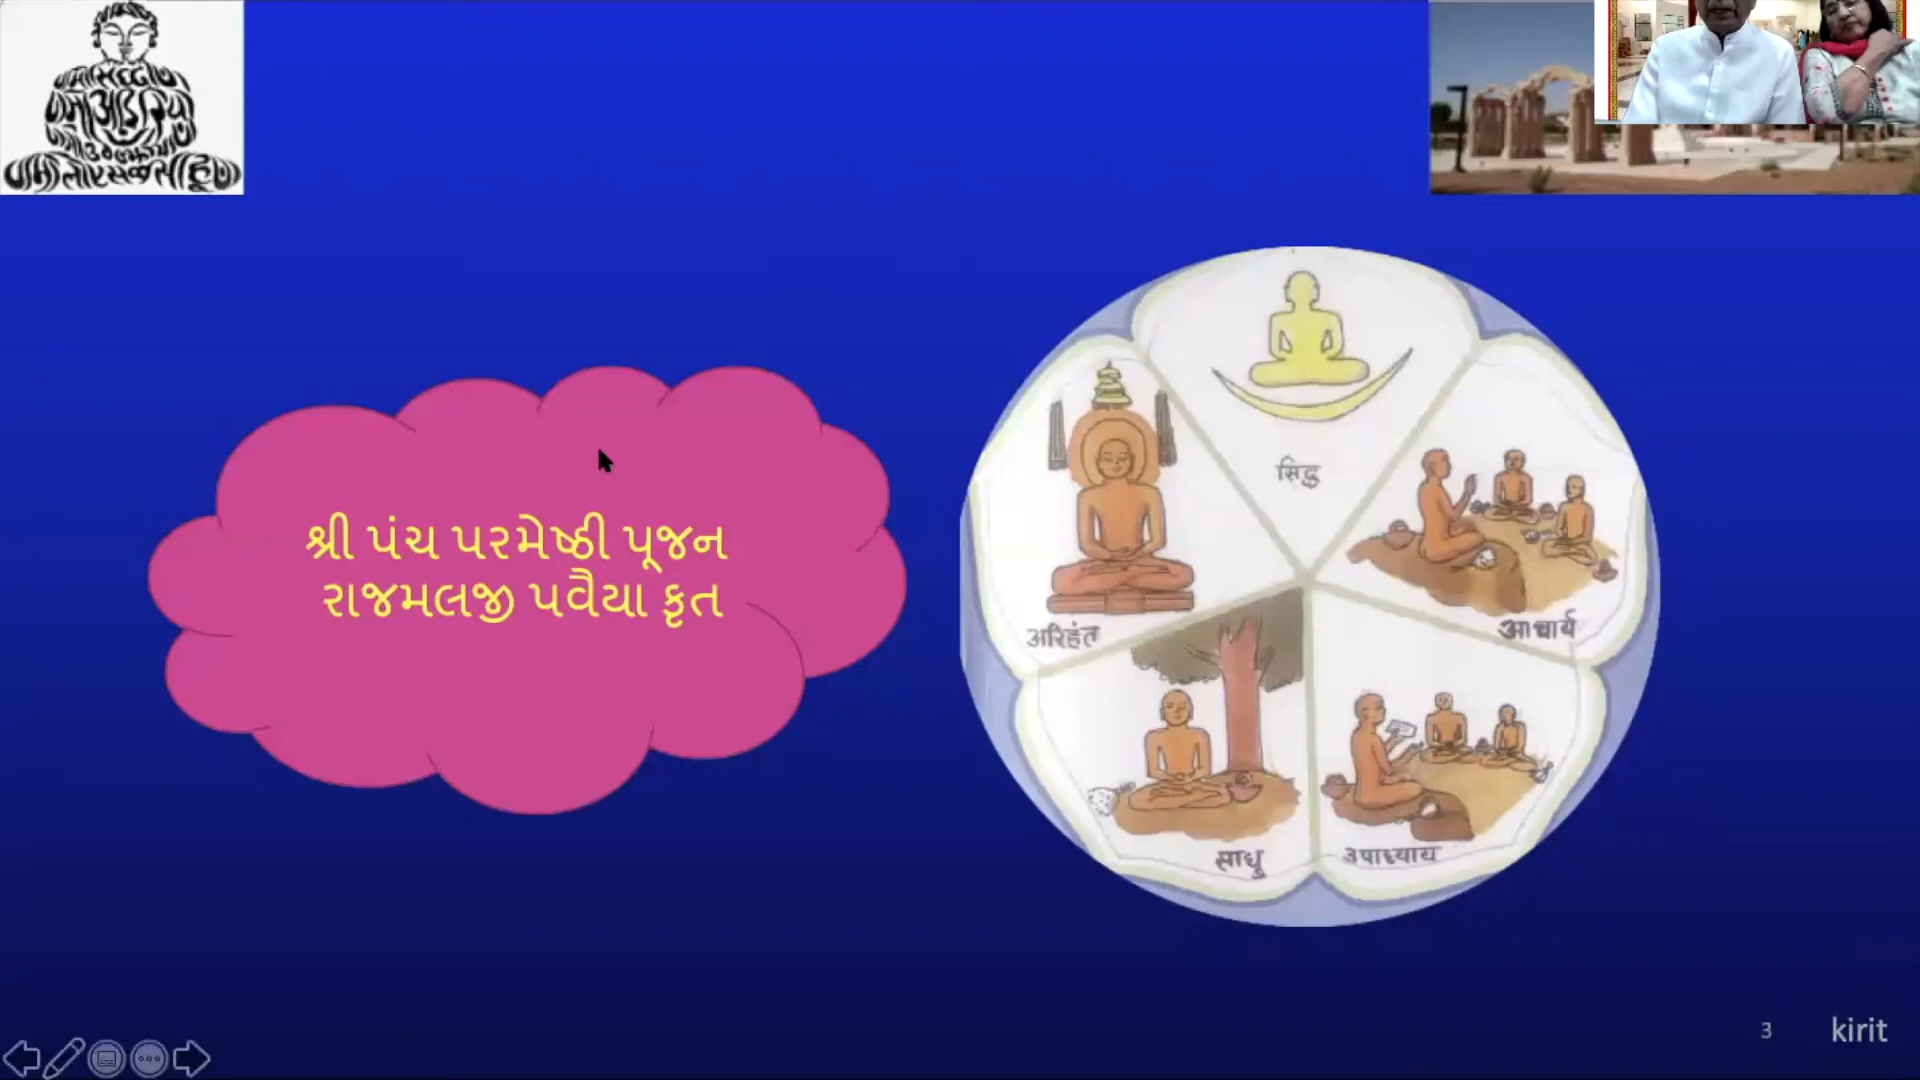 શ્રી પંચ પરમેષ્ઠી પૂજન
રાજમલજી પવૈયા કૃત
सिद्ध
अरिहंत
आचार्य
साधु
उपाध्याय
3
kirit